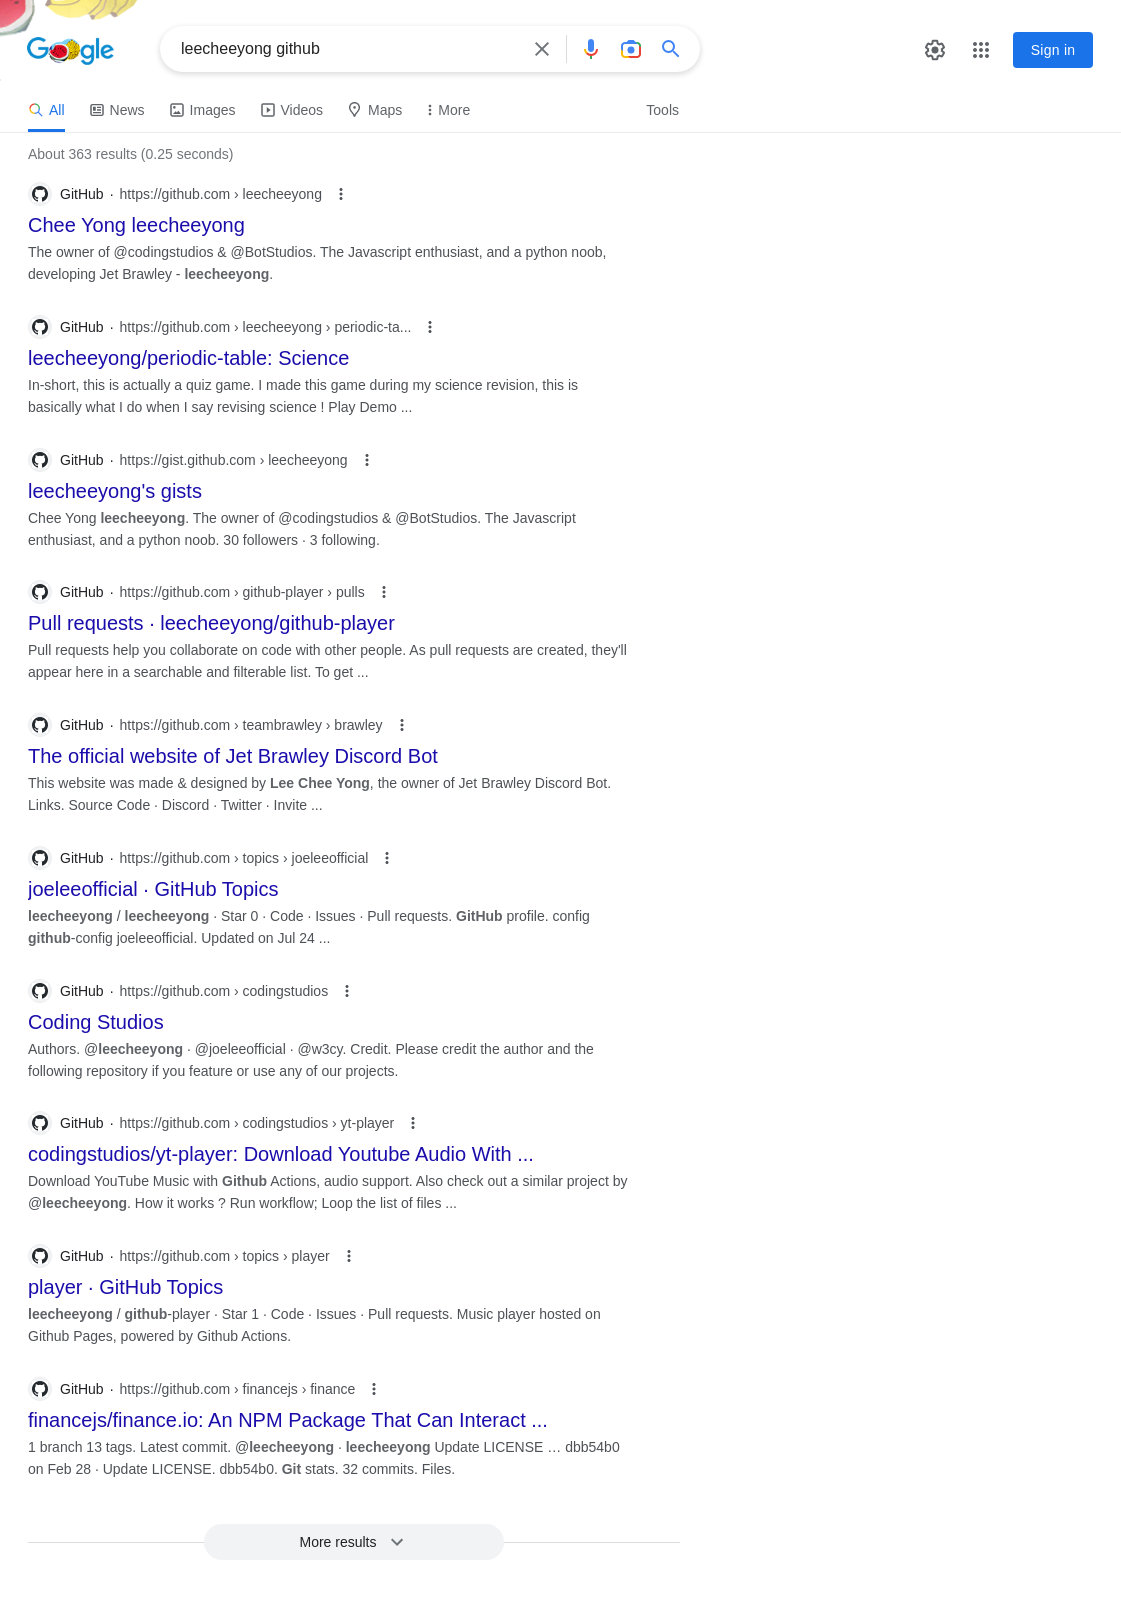 Google
leecheeyong github
Sign in
All News Images Videos Maps More Tools
About 363 results (0.25 seconds)
GitHub · https://github.com › leecheeyong
Chee Yong leecheeyong
The owner of @codingstudios & @BotStudios. The Javascript enthusiast, and a python noob,
developing Jet Brawley - leecheeyong.
GitHub · https://github.com › leecheeyong › periodic-ta...
leecheeyong/periodic-table: Science
In-short, this is actually a quiz game. I made this game during my science revision, this is
basically what I do when I say revising science ! Play Demo ...
GitHub · https://gist.github.com › leecheeyong
leecheeyong's gists
Chee Yong leecheeyong. The owner of @codingstudios & @BotStudios. The Javascript
enthusiast, and a python noob. 30 followers · 3 following.
GitHub · https://github.com › github-player › pulls
Pull requests · leecheeyong/github-player
Pull requests help you collaborate on code with other people. As pull requests are created, they'll
appear here in a searchable and filterable list. To get ...
GitHub · https://github.com › teambrawley › brawley
The official website of Jet Brawley Discord Bot
This website was made & designed by Lee Chee Yong, the owner of Jet Brawley Discord Bot.
Links. Source Code · Discord · Twitter · Invite ...
GitHub · https://github.com › topics › joeleeofficial
joeleeofficial · GitHub Topics
leecheeyong / leecheeyong · Star 0 · Code · Issues · Pull requests. GitHub profile. config
github-config joeleeofficial. Updated on Jul 24 ...
GitHub · https://github.com › codingstudios
Coding Studios
Authors. @leecheeyong · @joeleeofficial · @w3cy. Credit. Please credit the author and the
following repository if you feature or use any of our projects.
GitHub · https://github.com › codingstudios › yt-player
codingstudios/yt-player: Download Youtube Audio With ...
Download YouTube Music with Github Actions, audio support. Also check out a similar project by
@leecheeyong. How it works ? Run workflow; Loop the list of files ...
GitHub · https://github.com › topics › player
player · GitHub Topics
leecheeyong / github-player · Star 1 · Code · Issues · Pull requests. Music player hosted on
Github Pages, powered by Github Actions.
GitHub · https://github.com › financejs › finance
financejs/finance.io: An NPM Package That Can Interact ...
1 branch 13 tags. Latest commit. @leecheeyong · leecheeyong Update LICENSE … dbb54b0
on Feb 28 · Update LICENSE. dbb54b0. Git stats. 32 commits. Files.
More results